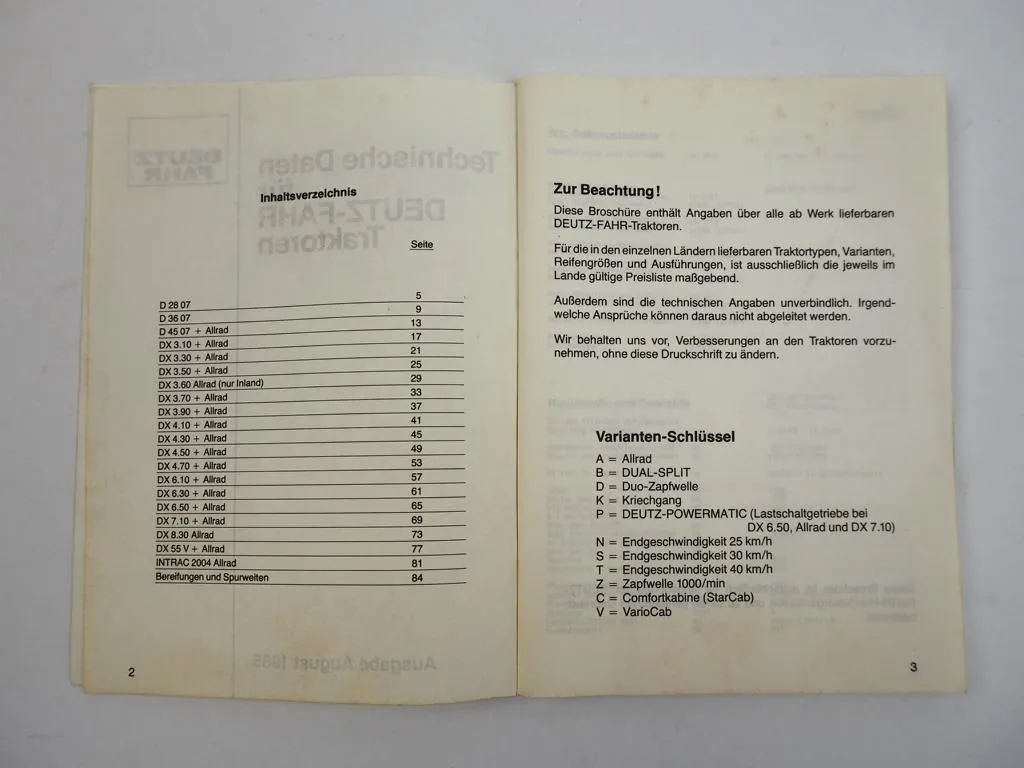 Inhaltsverzeichnis
Seite
D 28 07 5
D 36 07 9
D 45 07 + Allrad 13
DX 3.10 + Allrad 17
DX 3.30 + Allrad 21
DX 3.50 + Allrad 25
DX 3.60 Allrad (nur Inland) 29
DX 3.70 + Allrad 33
DX 3.90 + Allrad 37
DX 4.10 + Allrad 41
DX 4.30 + Allrad 45
DX 4.50 + Allrad 49
DX 4.70 + Allrad 53
DX 6.10 + Allrad 57
DX 6.30 + Allrad 61
DX 6.50 + Allrad 65
DX 7.10 + Allrad 69
DX 8.30 Allrad 73
DX 55 V + Allrad 77
INTRAC 2004 Allrad 81
Bereifungen und Spurweiten 84
2
Zur Beachtung!
Diese Broschüre enthält Angaben über alle ab Werk lieferbaren
DEUTZ-FAHR-Traktoren.
Für die in den einzelnen Ländern lieferbaren Traktortypen, Varianten,
Reifengrößen und Ausführungen, ist ausschließlich die jeweils im
Lande gültige Preisliste maßgebend.
Außerdem sind die technischen Angaben unverbindlich. Irgend-
welche Ansprüche können daraus nicht abgeleitet werden.
Wir behalten uns vor, Verbesserungen an den Traktoren vorzu-
nehmen, ohne diese Druckschrift zu ändern.
Varianten-Schlüssel
A = Allrad
B = DUAL-SPLIT
D = Duo-Zapfwelle
K = Kriechgang
P = DEUTZ-POWERMATIC (Lastschaltgetriebe bei
DX 6.50, Allrad und DX 7.10)
N = Endgeschwindigkeit 25 km/h
S = Endgeschwindigkeit 30 km/h
T = Endgeschwindigkeit 40 km/h
Z = Zapfwelle 1000/min
C = Comfortkabine (StarCab)
V = VarioCab
3